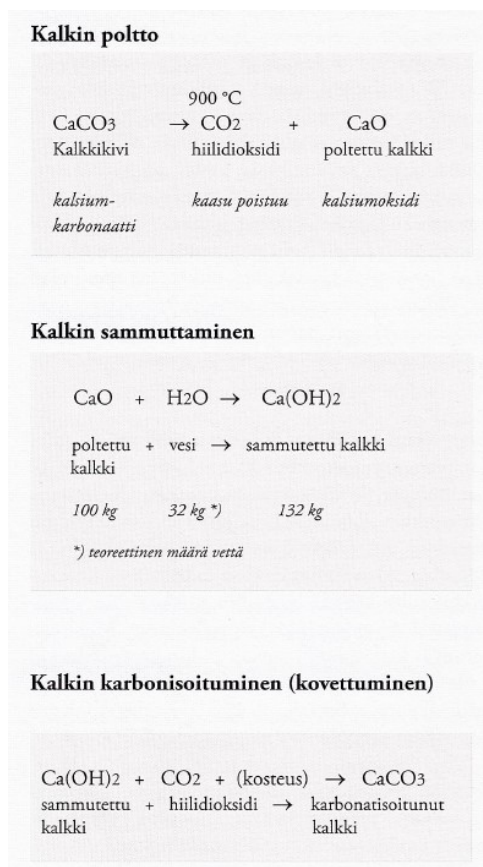 Kalkin poltto
900 °C
CaCO3 → CO2 + CaO
Kalkkikivi hiilidioksidi poltettu kalkki
kalsium- kaasu poistuu kalsiumoksidi
karbonaatti
Kalkin sammuttaminen
CaO + H2O → Ca(OH)2
poltettu + vesi → sammutettu kalkki
kalkki
100 kg 32 kg *) 132 kg
*) teoreettinen määrä vettä
Kalkin karbonisoituminen (kovettuminen)
Ca(OH)2 + CO2 + (kosteus) → CaCO3
sammutettu + hiilidioksidi → karbonatisoitunut
kalkki kalkki